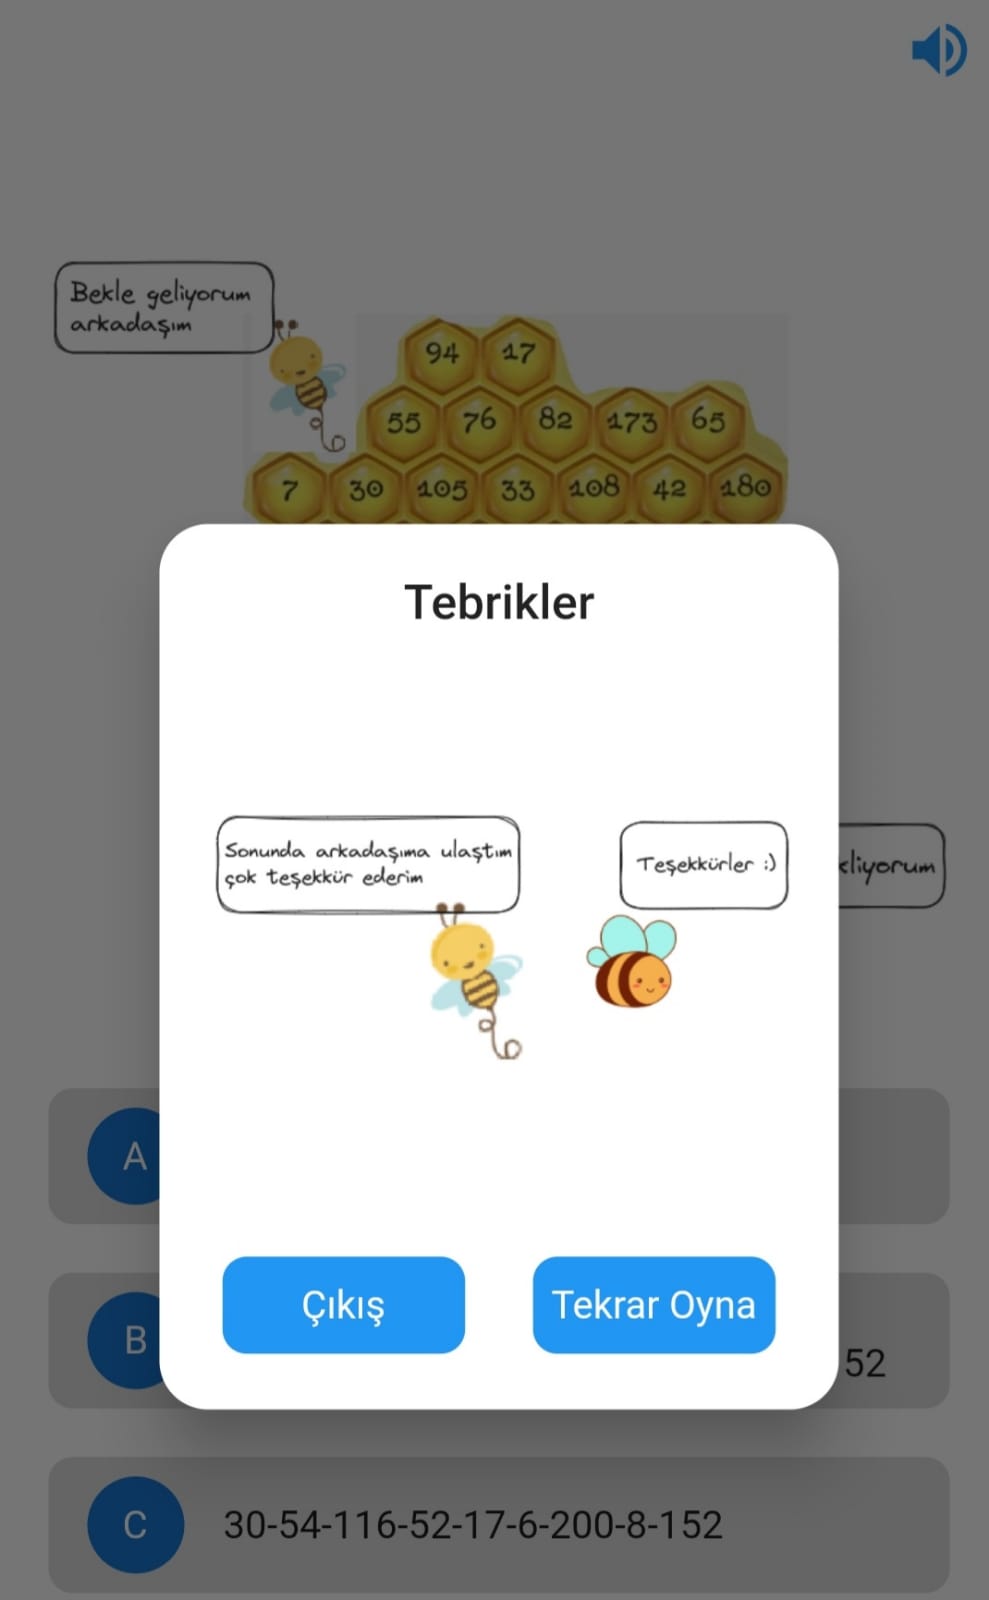 Bekle geliyorum
arkadaşım
94 17
55 76 82 173 65
7 30 105 33 108 42 180
Tebrikler
Sonunda arkadaşıma ulaştım
çok teşekkür ederim
Teşekkürler :)
kliyorum
A
B
52
Çıkış
Tekrar Oyna
C
30-54-116-52-17-6-200-8-152